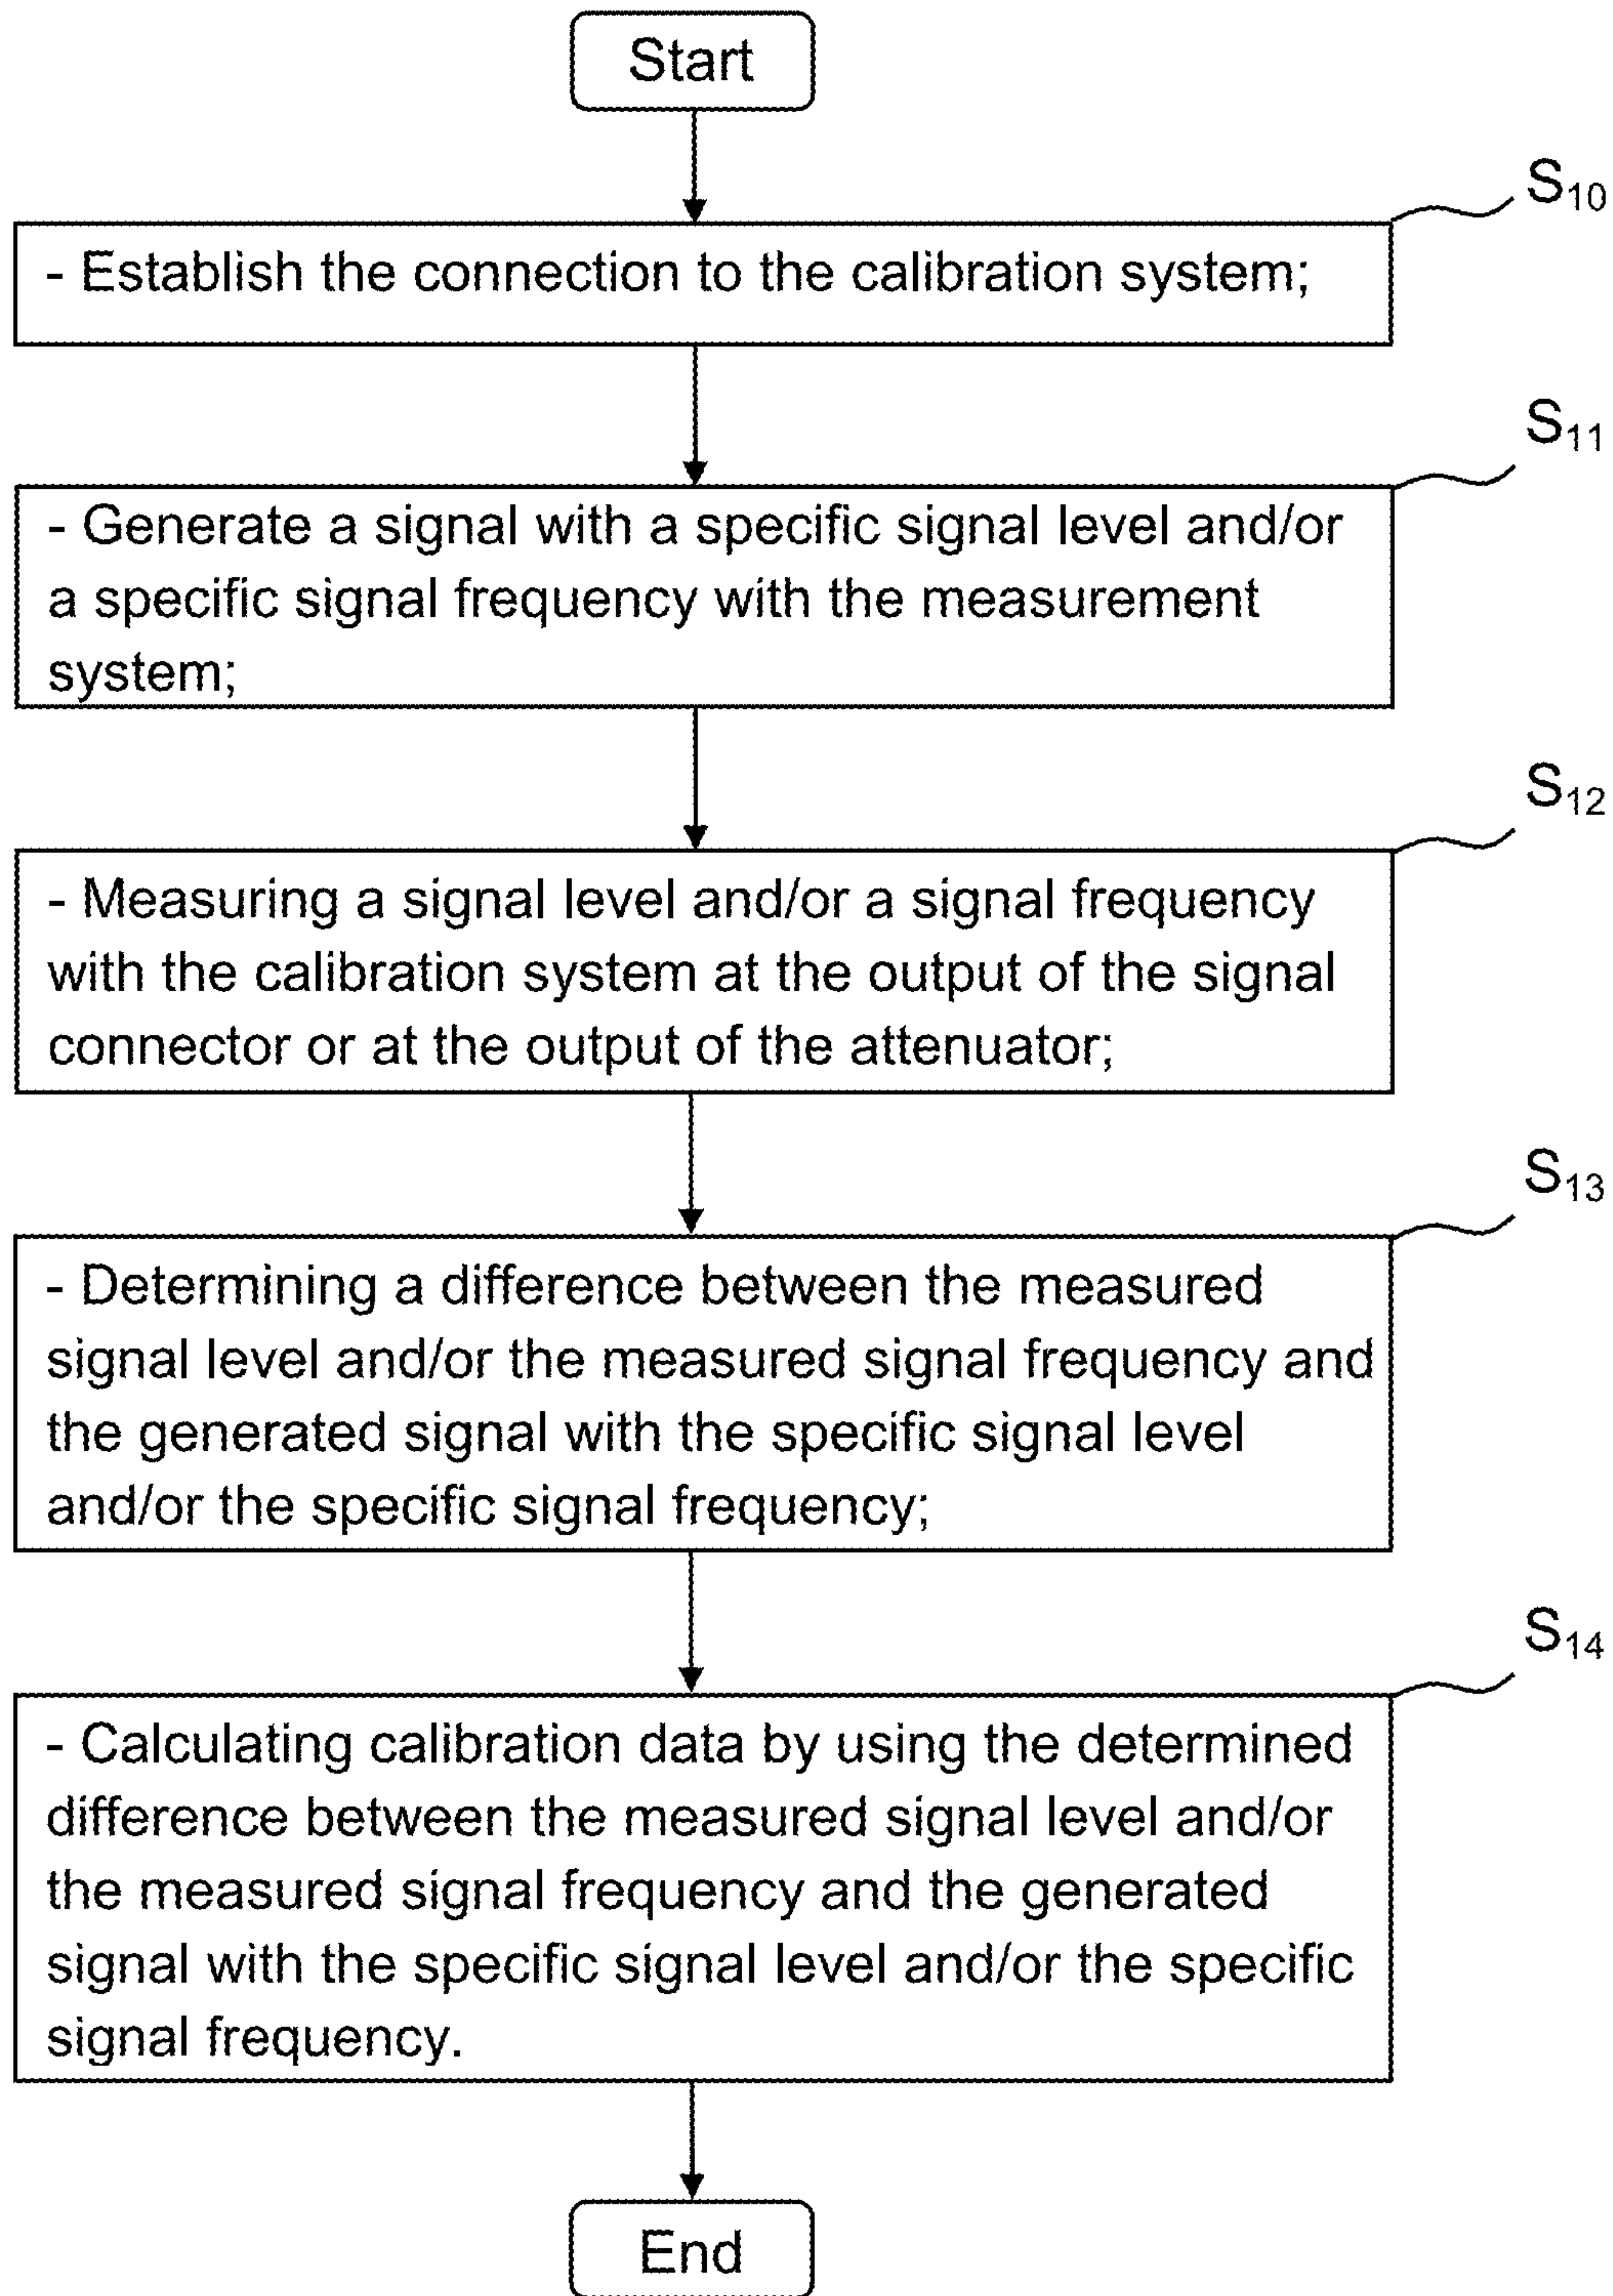 Start
S10
- Establish the connection to the calibration system;
S11
- Generate a signal with a specific signal level and/or
a specific signal frequency with the measurement
system;
S12
- Measuring a signal level and/or a signal frequency
with the calibration system at the output of the signal
connector or at the output of the attenuator;
S13
- Determining a difference between the measured
signal level and/or the measured signal frequency and
the generated signal with the specific signal level
and/or the specific signal frequency;
S14
- Calculating calibration data by using the determined
difference between the measured signal level and/or
the measured signal frequency and the generated
signal with the specific signal level and/or the specific
signal frequency.
End